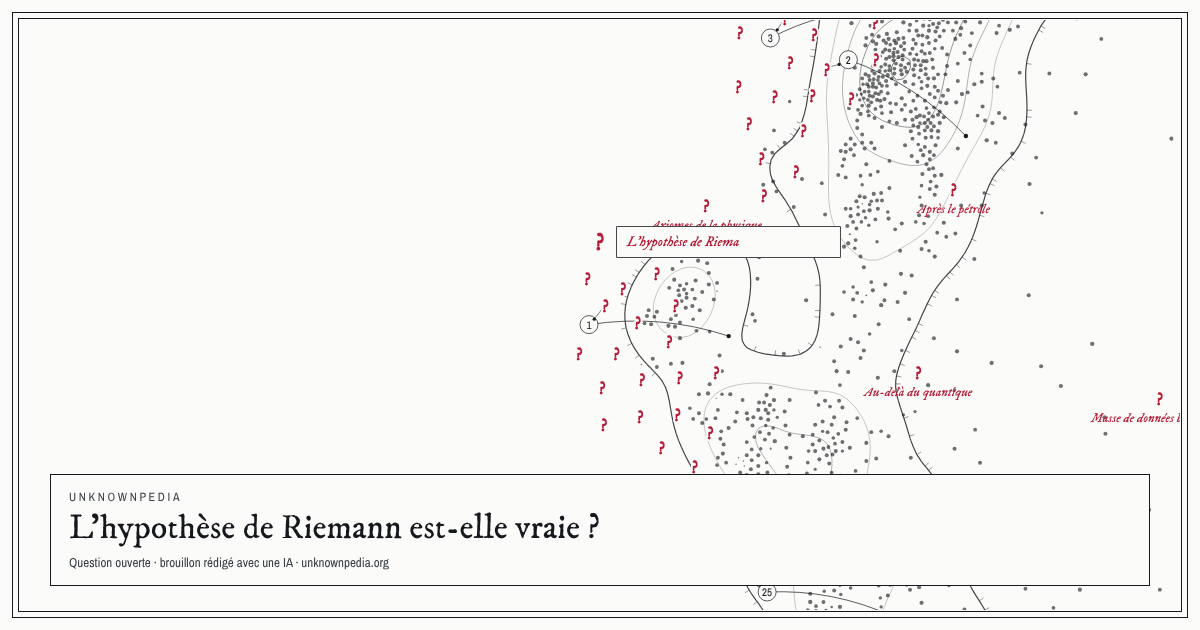 3
2
Après le pétrole
Axiomes de la physique
L'hypothèse de Riema
1
Au-delà du quantique
Masse de données
UNKNOWNPEDIA
L'hypothèse de Riemann est-elle vraie ?
Question ouverte · brouillon rédigé avec une IA · unknownpedia.org
25